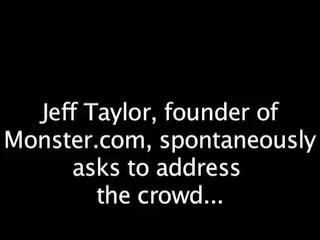 Jeff Taylor, founder of
Monster.com, spontaneously
asks to address
the crowd...